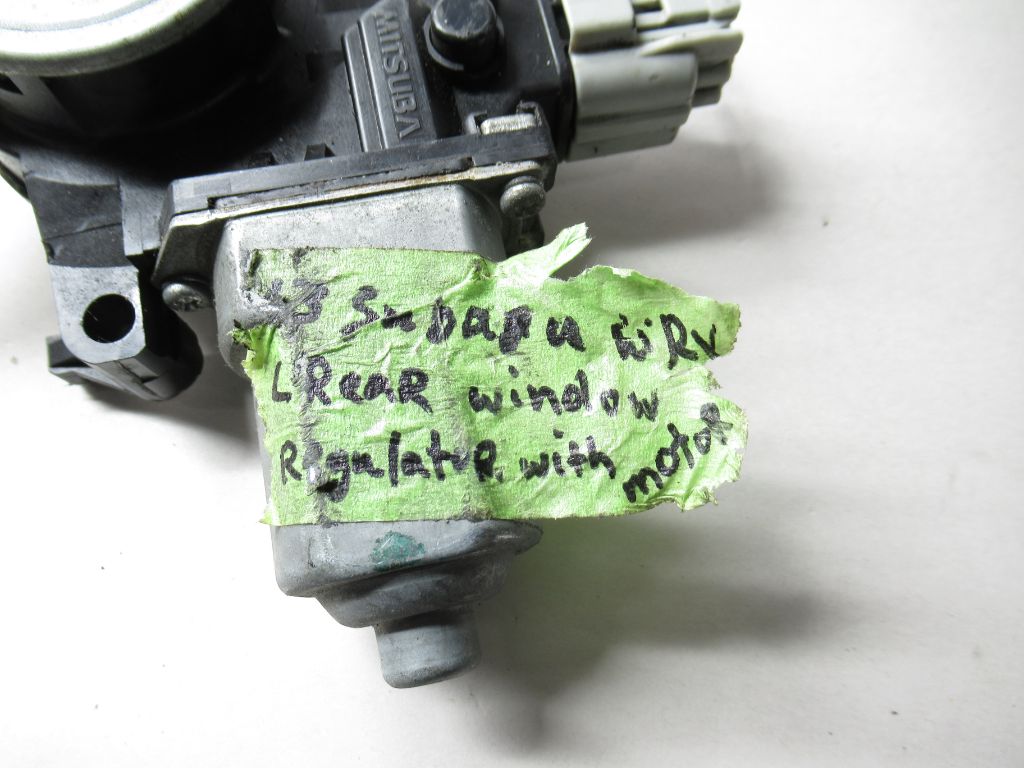 MITSUBA
Subaru WRX
L Rear window
Regulator with motor